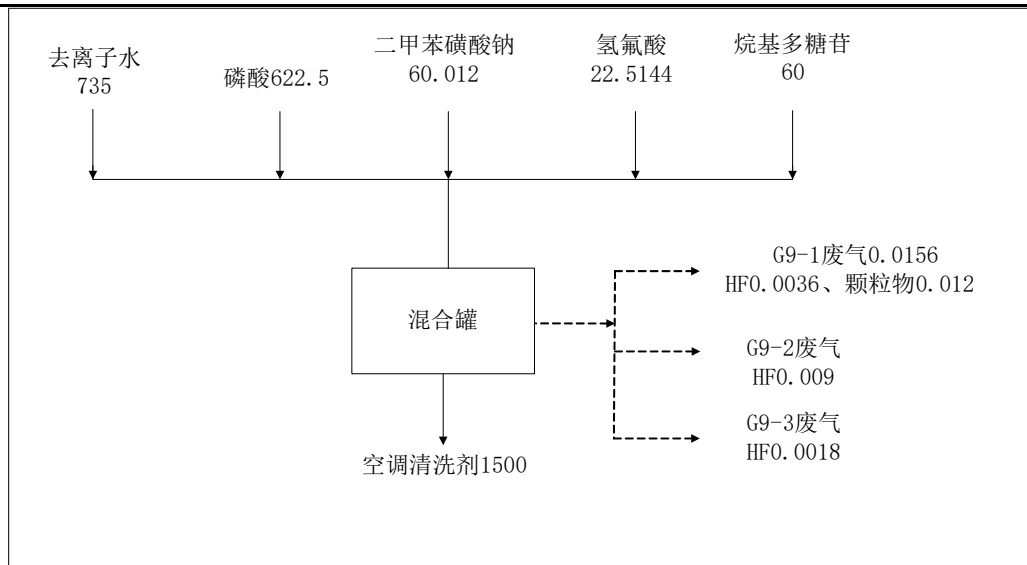 去离子水
735
磷酸622.5
二甲苯磺酸钠
60.012
氢氟酸
22.5144
烷基多糖苷
60
混合罐
G9-1废气0.0156
HF0.0036、颗粒物0.012
G9-2废气
HF0.009
G9-3废气
HF0.0018
空调清洗剂1500